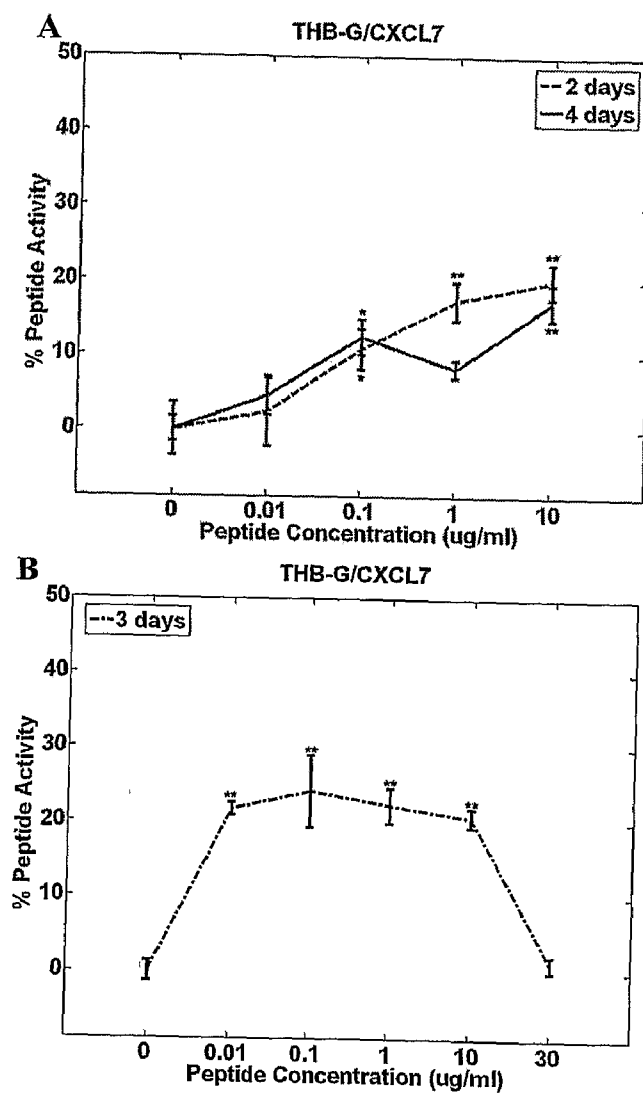 A
THB-G/CXCL7
50
40
30
20
10
0
% Peptide Activity
2 days
4 days
*
*
**
**
**
0 0.01 0.1 1 10
Peptide Concentration (ug/ml)
B
THB-G/CXCL7
50
40
30
20
10
0
% Peptide Activity
3 days
**
**
**
**
0 0.01 0.1 1 10 30
Peptide Concentration (ug/ml)